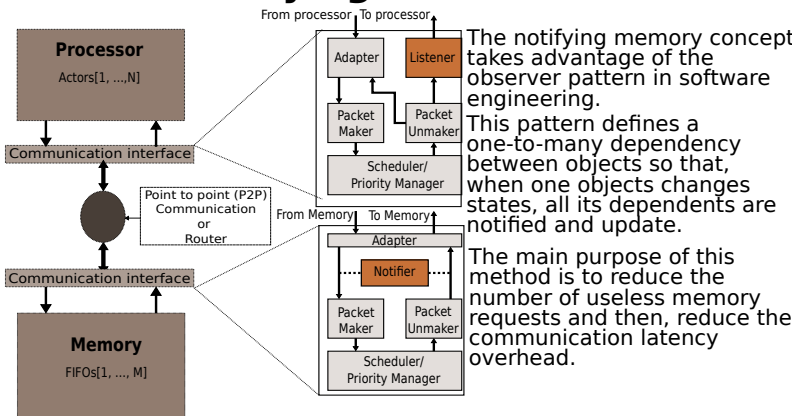 Processor
Actors[1, ...,N]
Communication interface
Point to point (P2P)
Communication
or
Router
Communication interface
Memory
FIFOs[1, ..., M]
From processor
To processor
Adapter
Listener
Packet
Maker
Packet
Unmaker
Scheduler/
Priority Manager
From Memory
To Memory
Adapter
Notifier
Packet
Maker
Packet
Unmaker
Scheduler/
Priority Manager
The notifying memory concept
takes advantage of the
observer pattern in software
engineering.
This pattern defines a
one-to-many dependency
between objects so that,
when one objects changes
states, all its dependents are
notified and update.
The main purpose of this
method is to reduce the
number of useless memory
requests and then, reduce the
communication latency
overhead.